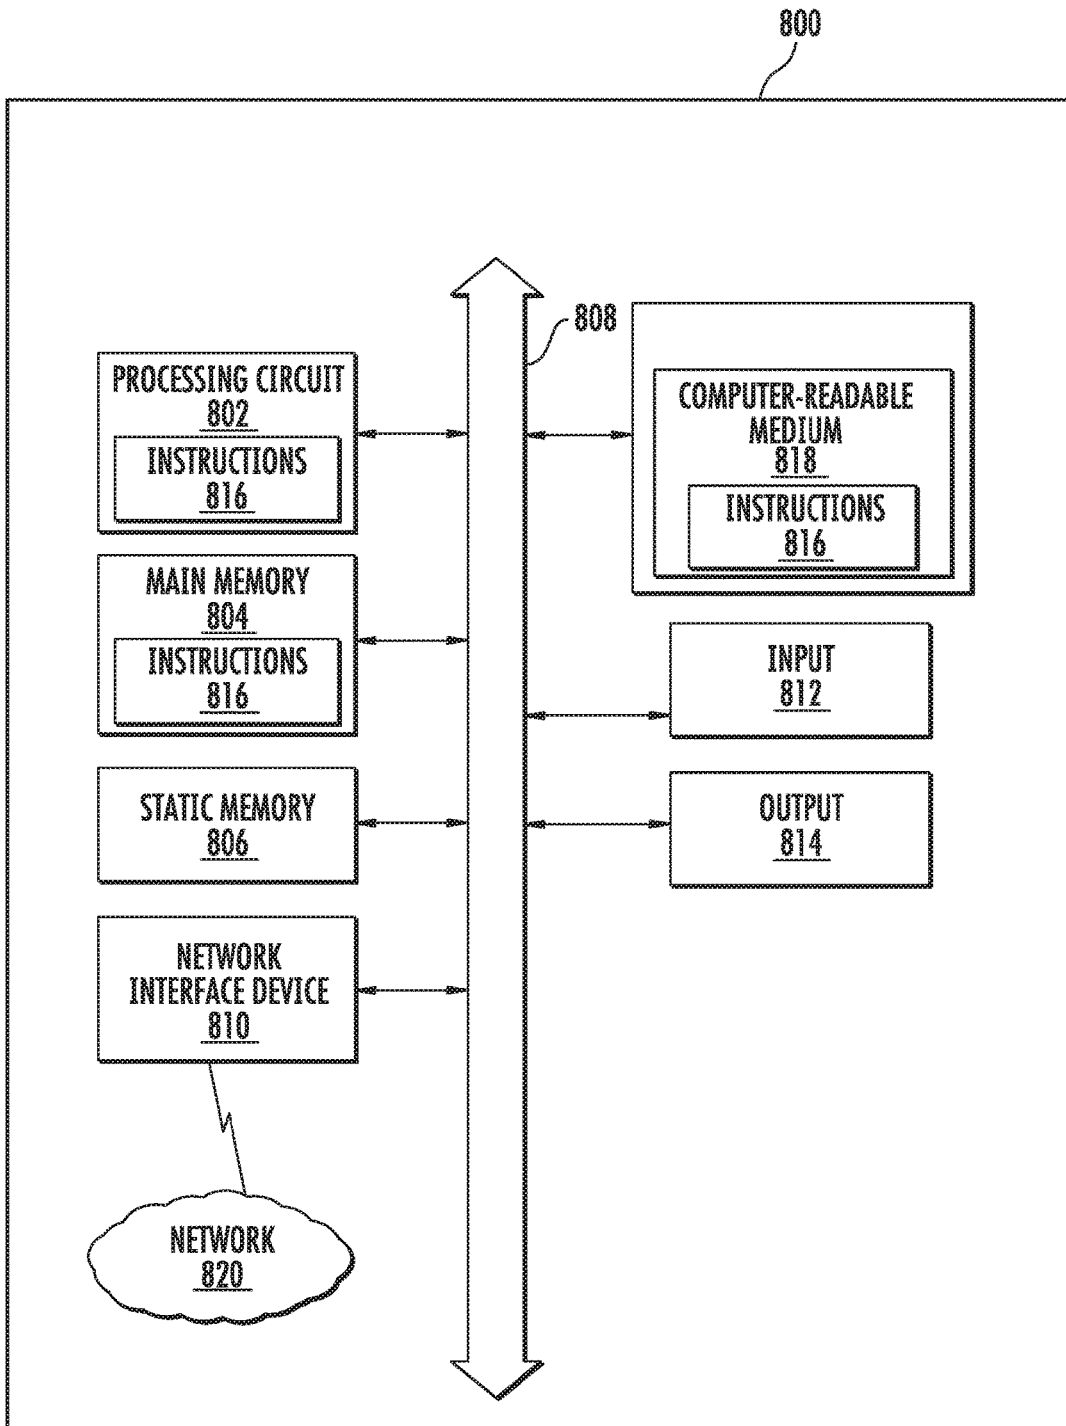 800
808
PROCESSING CIRCUIT
802
INSTRUCTIONS
816
MAIN MEMORY
804
INSTRUCTIONS
816
STATIC MEMORY
806
NETWORK
INTERFACE DEVICE
810
NETWORK
820
COMPUTER-READABLE
MEDIUM
818
INSTRUCTIONS
816
INPUT
812
OUTPUT
814